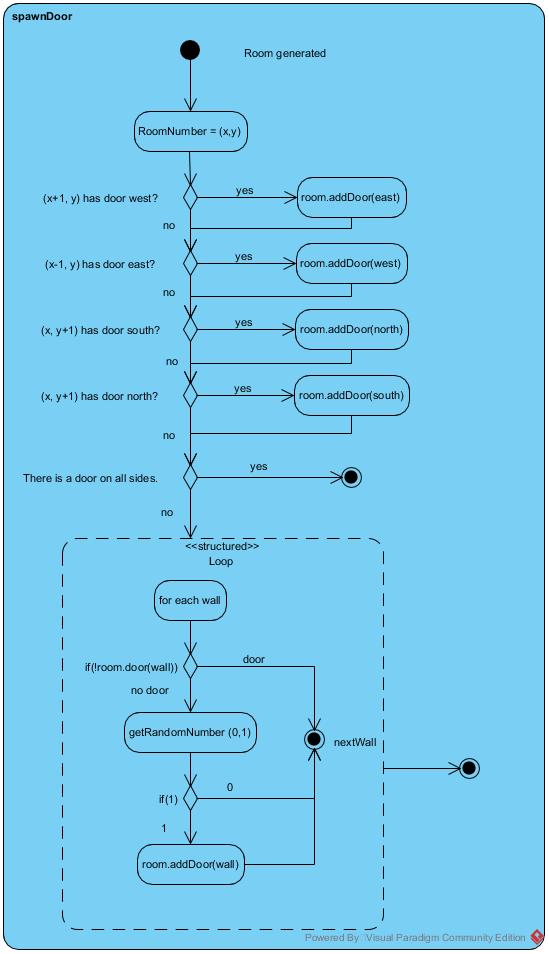 spawnDoor
Room generated
RoomNumber = (x,y)
(x+1, y) has door west?
yes
room.addDoor(east)
no
(x-1, y) has door east?
yes
room.addDoor(west)
no
(x, y+1) has door south?
yes
room.addDoor(north)
no
(x, y+1) has door north?
yes
room.addDoor(south)
no
There is a door on all sides.
yes
no
<<structured>>
Loop
for each wall
if(!room.door(wall))
door
no door
getRandomNumber (0,1)
nextWall
if(1)
0
1
room.addDoor(wall)
Powered By Visual Paradigm Community Edition